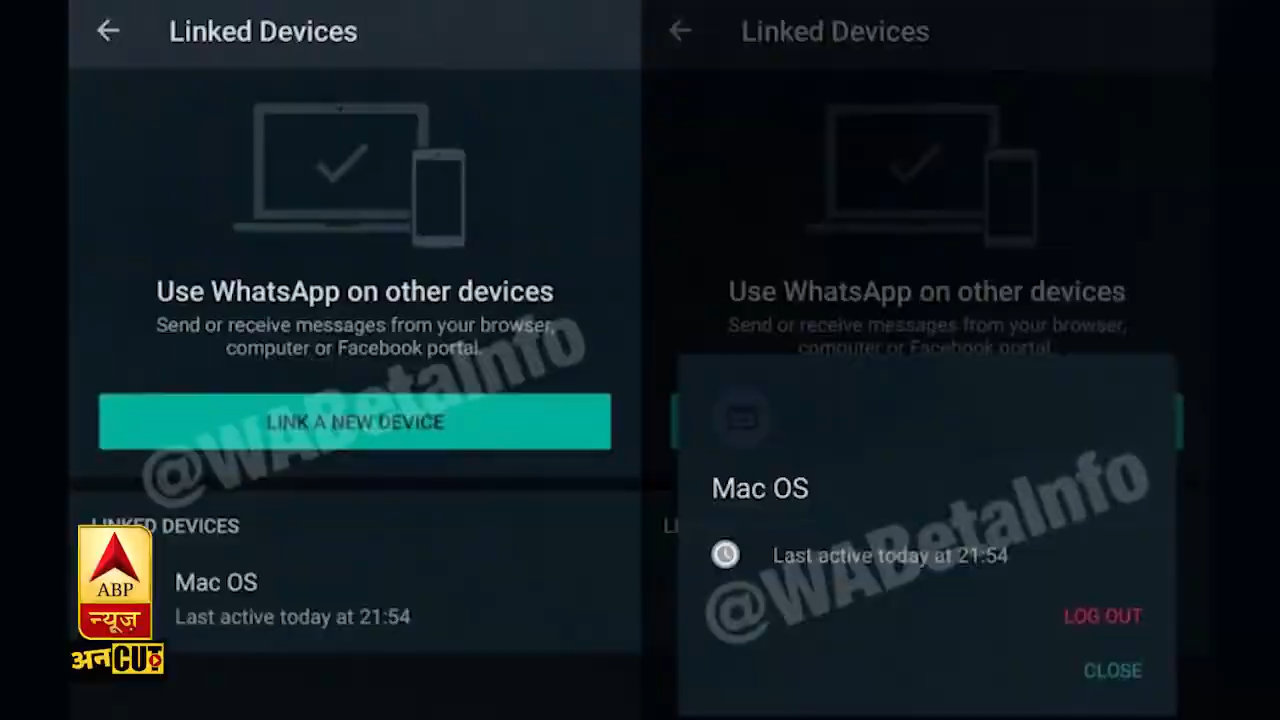 Linked Devices
Use WhatsApp on other devices
Send or receive messages from your browser,
computer or Facebook portal.
LINK A NEW DEVICE
@WABetaInfo
LINKED DEVICES
Mac OS
Last active today at 21:54
ABP
न्यूज़
अनCUT
Linked Devices
Use WhatsApp on other devices
Send or receive messages from your browser,
computer or Facebook portal.
Mac OS
Last active today at 21:54
@WABetaInfo
LOG OUT
CLOSE